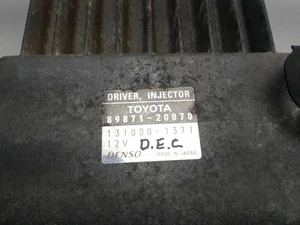 DRIVER, INJECTOR
TOYOTA
89871-20070
131000-1371
12V D.E.C
DENSO MADE IN JAPAN